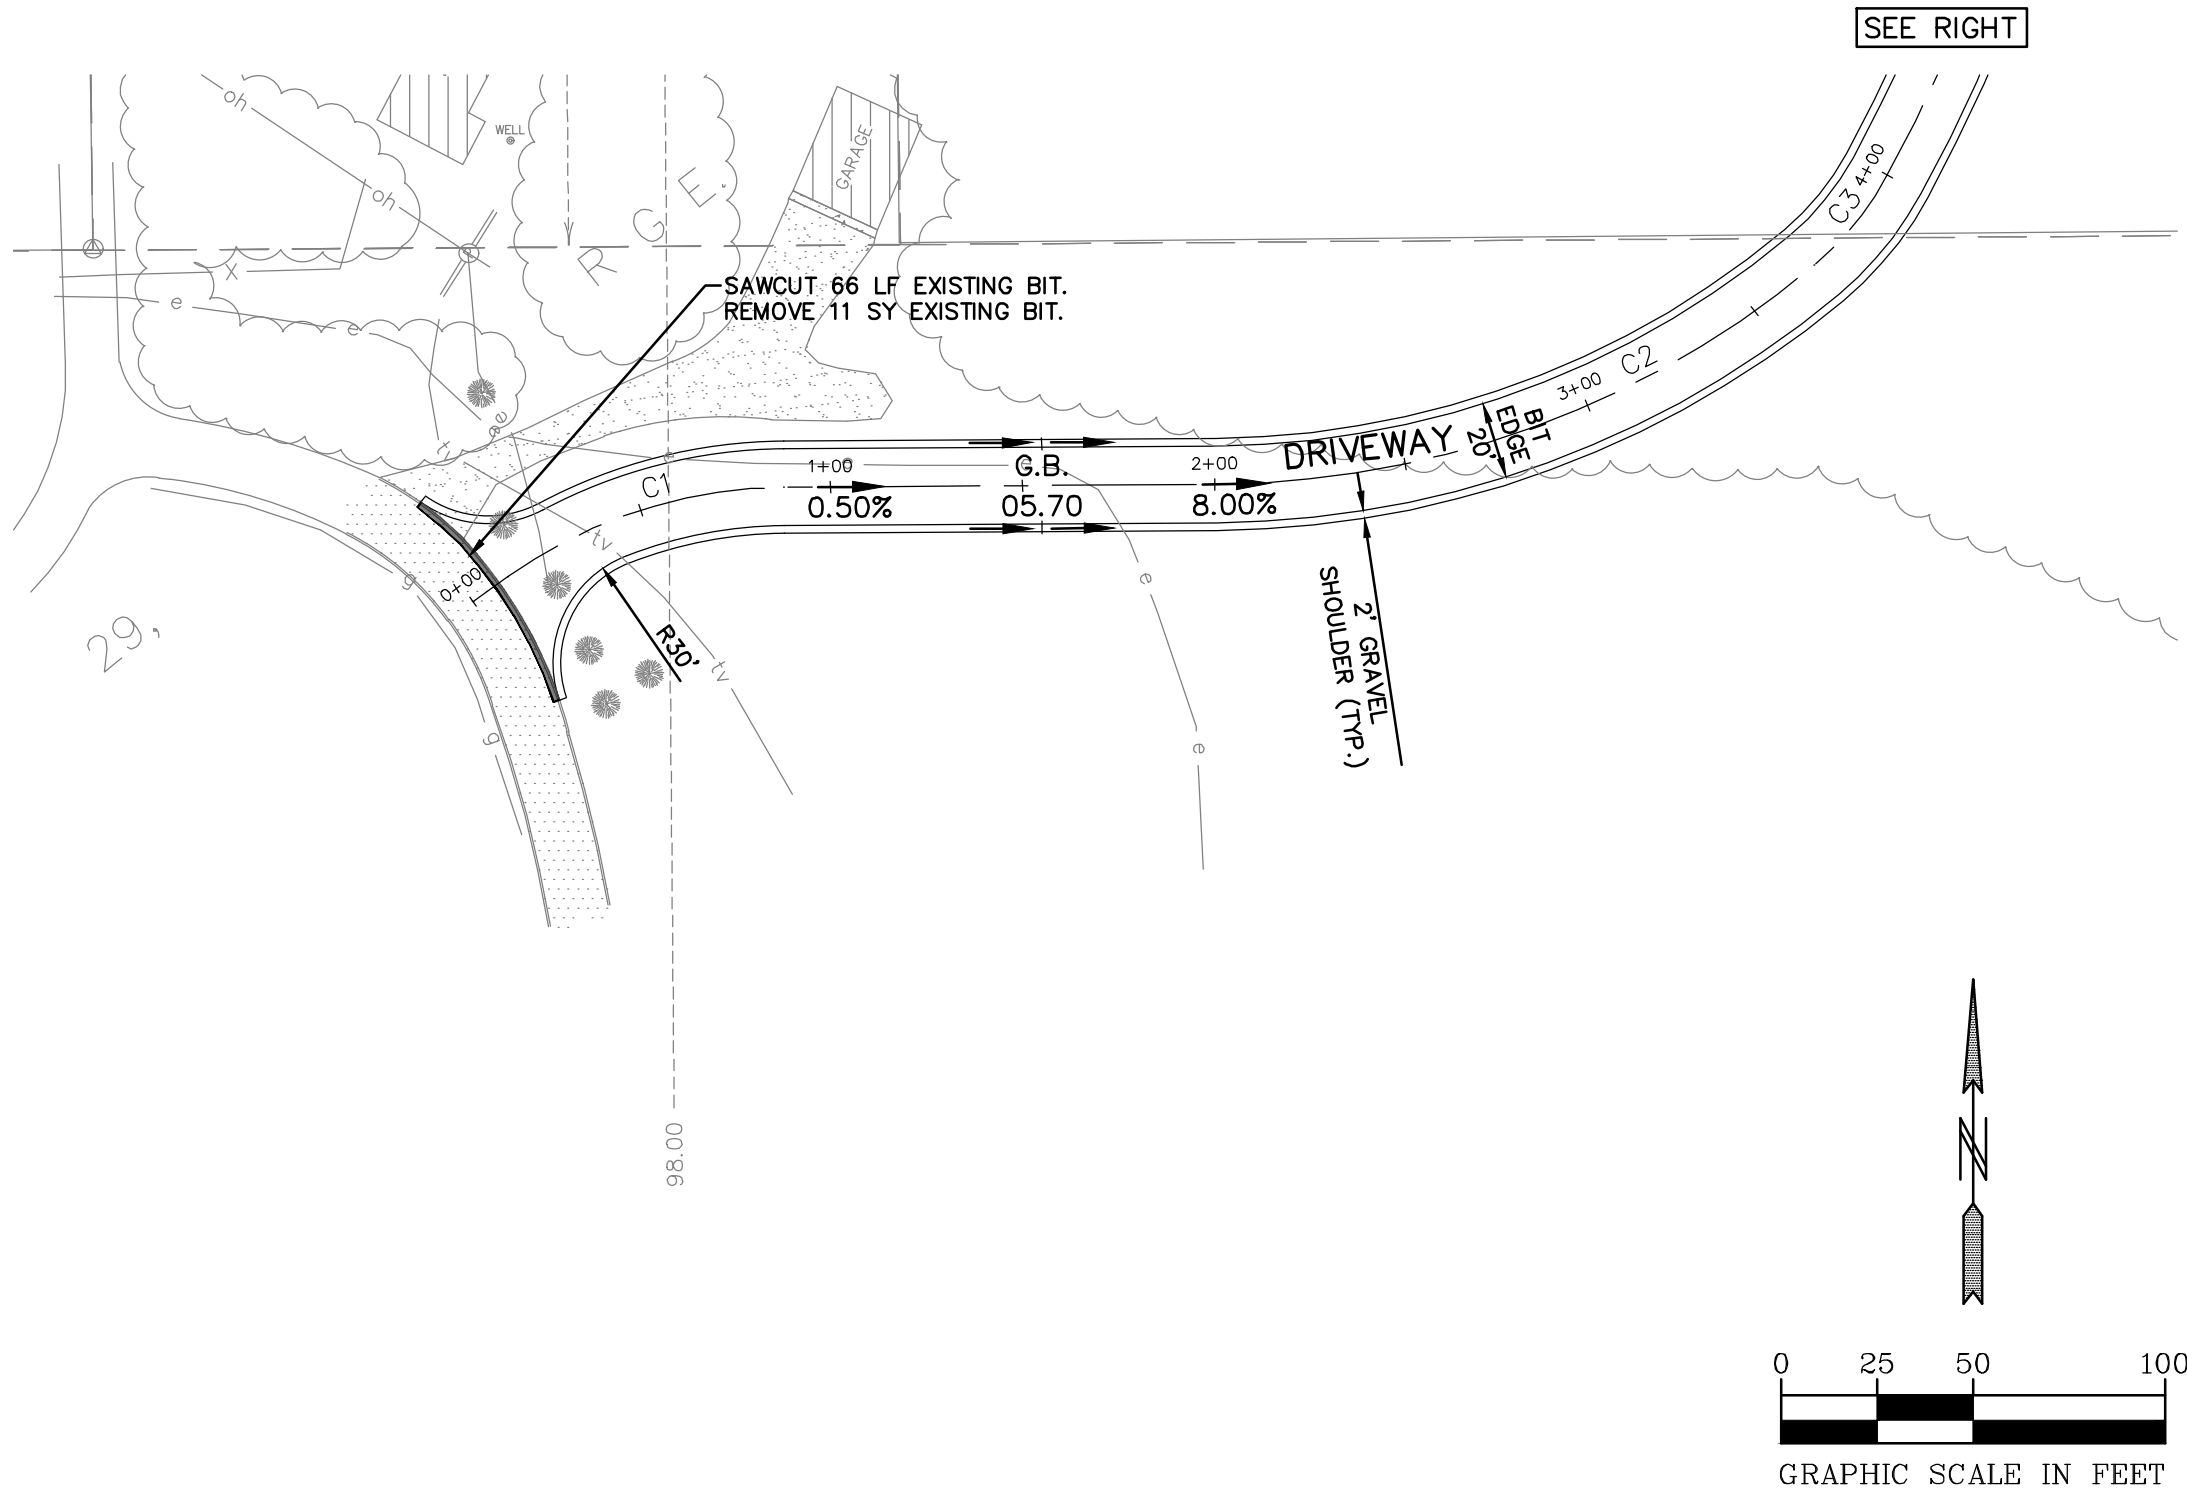 SEE RIGHT
oh
WELL
GARAGE
oh
R G E.
x
SAWCUT 66 LF EXISTING BIT.
REMOVE 11 SY EXISTING BIT.
e
e
C3 4+00
C2
3+00
BIT
EDGE
20'
DRIVEWAY
e
e
t
e
C1
1+00
e
G.B.
2+00
0.50%
05.70
8.00%
0+00
tv
g
e
R30'
tv
29,
2' GRAVEL
SHOULDER (TYP.)
g
e
98.00
N
0 25 50 100
GRAPHIC SCALE IN FEET